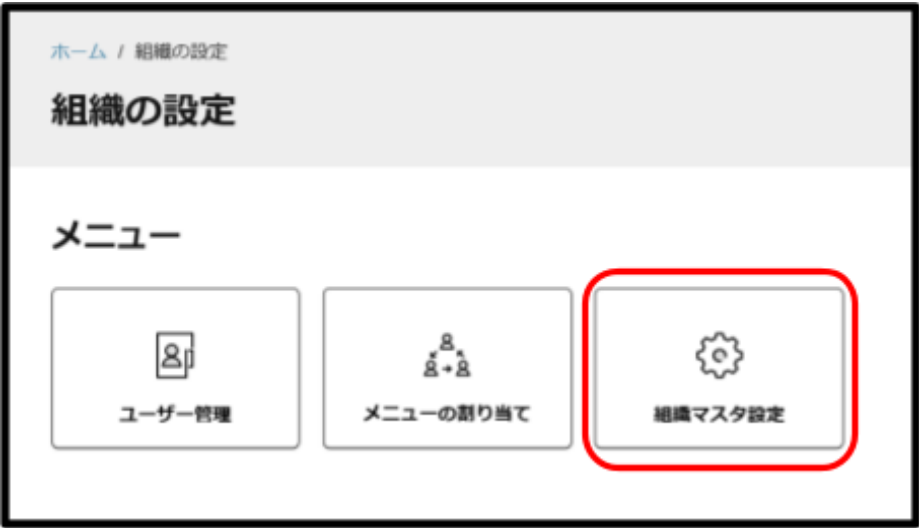 ホーム / 組織の設定
組織の設定
メニュー
ユーザー管理
メニューの割り当て
組織マスタ設定